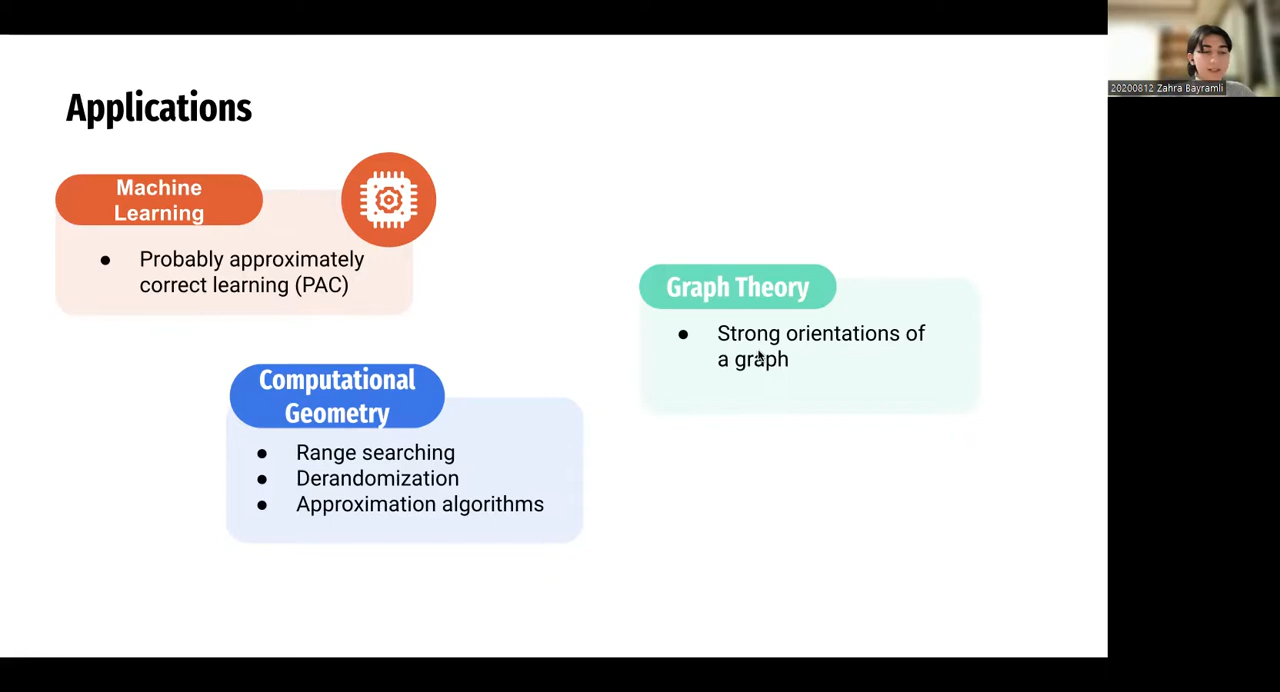 Applications
Machine
Learning
● Probably approximately
correct learning (PAC)
Computational
Geometry
● Range searching
● Derandomization
● Approximation algorithms
Graph Theory
● Strong orientations of
a graph
20200812 Zahra Bayramli